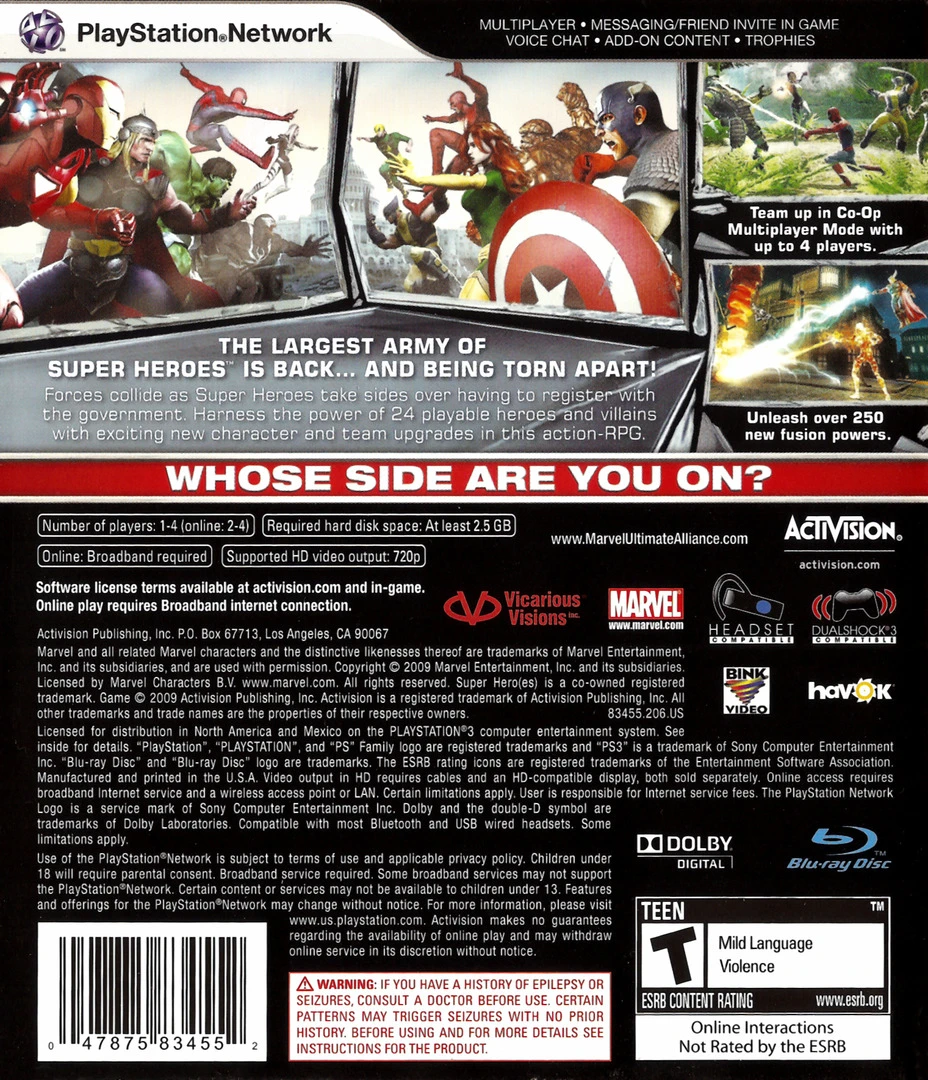 PlayStation®Network
MULTIPLAYER • MESSAGING/FRIEND INVITE IN GAME
VOICE CHAT • ADD-ON CONTENT • TROPHIES
Team up in Co-Op
Multiplayer Mode with
up to 4 players.
THE LARGEST ARMY OF
SUPER HEROES™ IS BACK... AND BEING TORN APART!
Forces collide as Super Heroes take sides over having to register with
the government. Harness the power of 24 playable heroes and villains
with exciting new character and team upgrades in this action-RPG.
Unleash over 250
new fusion powers.
WHOSE SIDE ARE YOU ON?
Number of players: 1-4 (online: 2-4)
Required hard disk space: At least 2.5 GB
Online: Broadband required
Supported HD video output: 720p
www.MarvelUltimateAlliance.com
ACTIVISION®
activision.com
Software license terms available at activision.com and in-game.
Online play requires Broadband internet connection.
Vicarious
Visions Inc.
MARVEL
www.marvel.com
HEADSET
COMPATIBLE
DUALSHOCK®3
COMPATIBLE
Activision Publishing, Inc. P.O. Box 67713, Los Angeles, CA 90067
Marvel and all related Marvel characters and the distinctive likenesses thereof are trademarks of Marvel Entertainment,
Inc. and its subsidiaries, and are used with permission. Copyright © 2009 Marvel Entertainment, Inc. and its subsidiaries.
Licensed by Marvel Characters B.V. www.marvel.com. All rights reserved. Super Hero(es) is a co-owned registered
trademark. Game © 2009 Activision Publishing, Inc. Activision is a registered trademark of Activision Publishing, Inc. All
other trademarks and trade names are the properties of their respective owners. 83455.206.US
BINK
VIDEO
havok
Licensed for distribution in North America and Mexico on the PLAYSTATION®3 computer entertainment system. See
inside for details. “PlayStation”, “PLAYSTATION”, and “PS” Family logo are registered trademarks and “PS3” is a trademark of Sony Computer Entertainment
Inc. “Blu-ray Disc” and “Blu-ray Disc” logo are trademarks. The ESRB rating icons are registered trademarks of the Entertainment Software Association.
Manufactured and printed in the U.S.A. Video output in HD requires cables and an HD-compatible display, both sold separately. Online access requires
broadband Internet service and a wireless access point or LAN. Certain limitations apply. User is responsible for Internet service fees. The PlayStation Network
Logo is a service mark of Sony Computer Entertainment Inc. Dolby and the double-D symbol are
trademarks of Dolby Laboratories. Compatible with most Bluetooth and USB wired headsets. Some
limitations apply.
Use of the PlayStation®Network is subject to terms of use and applicable privacy policy. Children under
18 will require parental consent. Broadband service required. Some broadband services may not support
the PlayStation®Network. Certain content or services may not be available to children under 13. Features
and offerings for the PlayStation®Network may change without notice. For more information, please visit
www.us.playstation.com. Activision makes no guarantees
regarding the availability of online play and may withdraw
online service in its discretion without notice.
DOLBY
DIGITAL
Blu-ray Disc™
⚠ WARNING: IF YOU HAVE A HISTORY OF EPILEPSY OR
SEIZURES, CONSULT A DOCTOR BEFORE USE. CERTAIN
PATTERNS MAY TRIGGER SEIZURES WITH NO PRIOR
HISTORY. BEFORE USING AND FOR MORE DETAILS SEE
INSTRUCTIONS FOR THE PRODUCT.
0 47875 83455 2
TEEN ™
T
Mild Language
Violence
ESRB CONTENT RATING www.esrb.org
Online Interactions
Not Rated by the ESRB